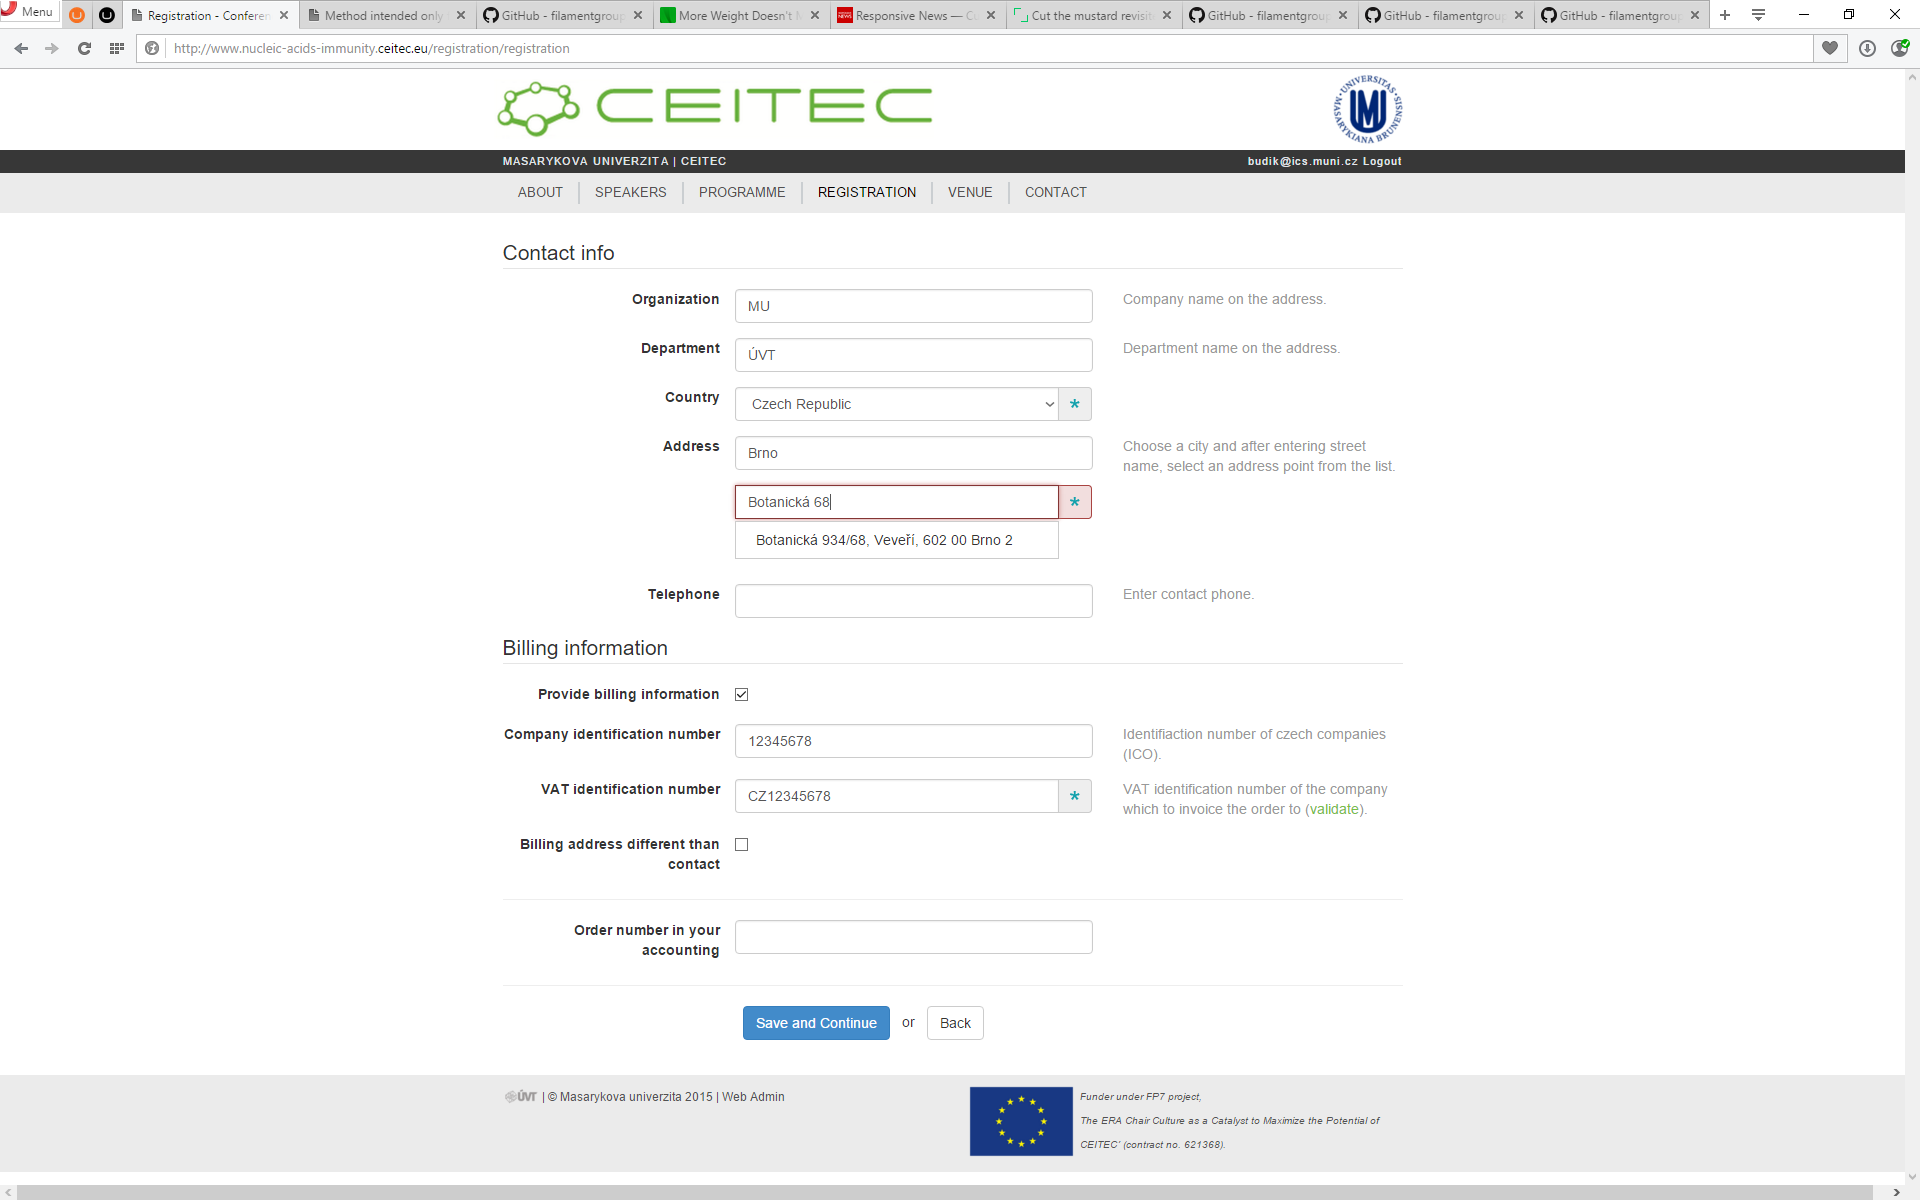 Menu
Registration - Conferen
Method intended only
GitHub - filamentgroup
More Weight Doesn't M
Responsive News — Cu
Cut the mustard revisit
GitHub - filamentgroup
GitHub - filamentgroup
GitHub - filamentgroup
http://www.nucleic-acids-immunity.ceitec.eu/registration/registration
CEITEC
UNIVERSITAS MASARYKIANA BRUNENSIS
MASARYKOVA UNIVERZITA | CEITEC
budik@ics.muni.cz Logout
ABOUT
SPEAKERS
PROGRAMME
REGISTRATION
VENUE
CONTACT
Contact info
Organization
MU
Company name on the address.
Department
ÚVT
Department name on the address.
Country
Czech Republic
*
Address
Brno
Choose a city and after entering street
name, select an address point from the list.
Botanická 68
*
Botanická 934/68, Veveří, 602 00 Brno 2
Telephone
Enter contact phone.
Billing information
Provide billing information
Company identification number
12345678
Identifiaction number of czech companies
(ICO).
VAT identification number
CZ12345678
*
VAT identification number of the company
which to invoice the order to (validate).
Billing address different than
contact
Order number in your
accounting
Save and Continue
or
Back
ÚVT | © Masarykova univerzita 2015 | Web Admin
Funder under FP7 project,
The ERA Chair Culture as a Catalyst to Maximize the Potential of
CEITEC' (contract no. 621368).